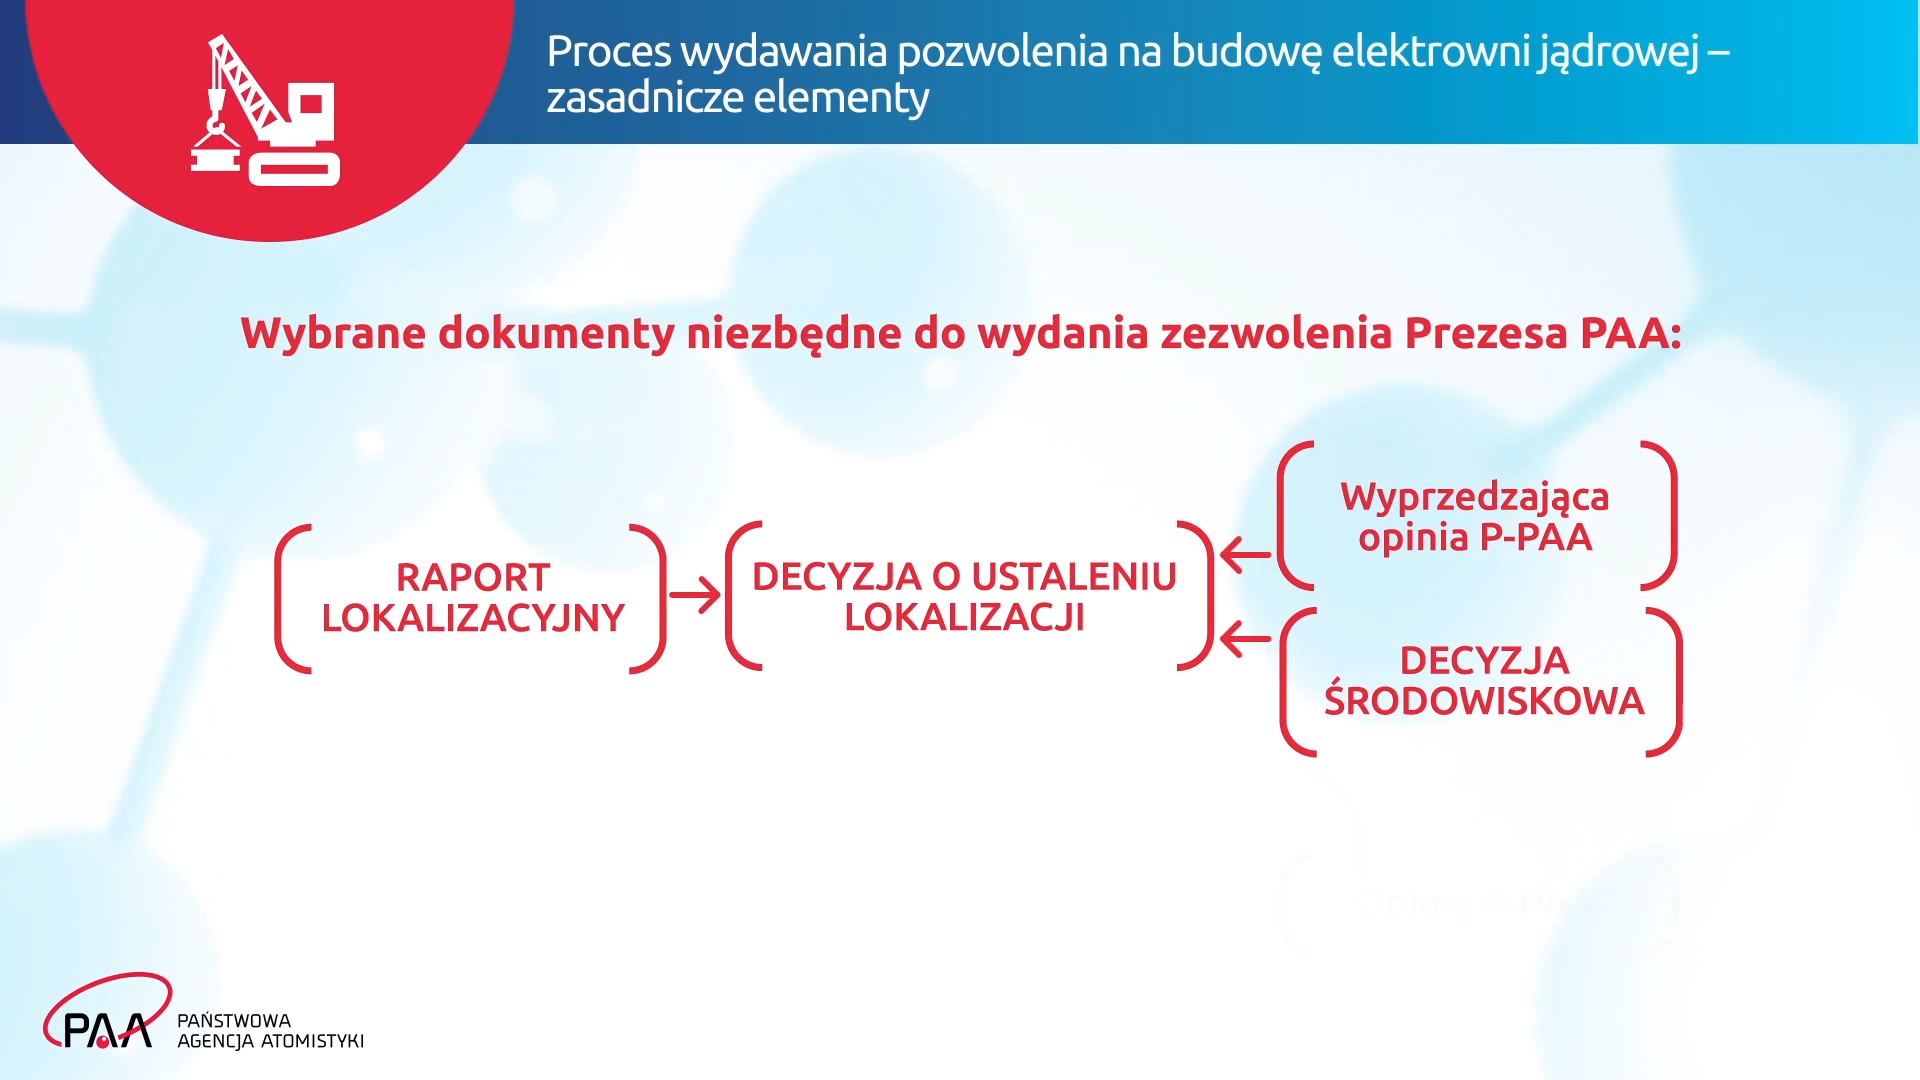 Proces wydawania pozwolenia na budowę elektrowni jądrowej –
zasadnicze elementy
Wybrane dokumenty niezbędne do wydania zezwolenia Prezesa PAA:
RAPORT
LOKALIZACYJNY
DECYZJA O USTALENIU
LOKALIZACJI
Wyprzedzająca
opinia P-PAA
DECYZJA
ŚRODOWISKOWA
PAA
PAŃSTWOWA
AGENCJA ATOMISTYKI